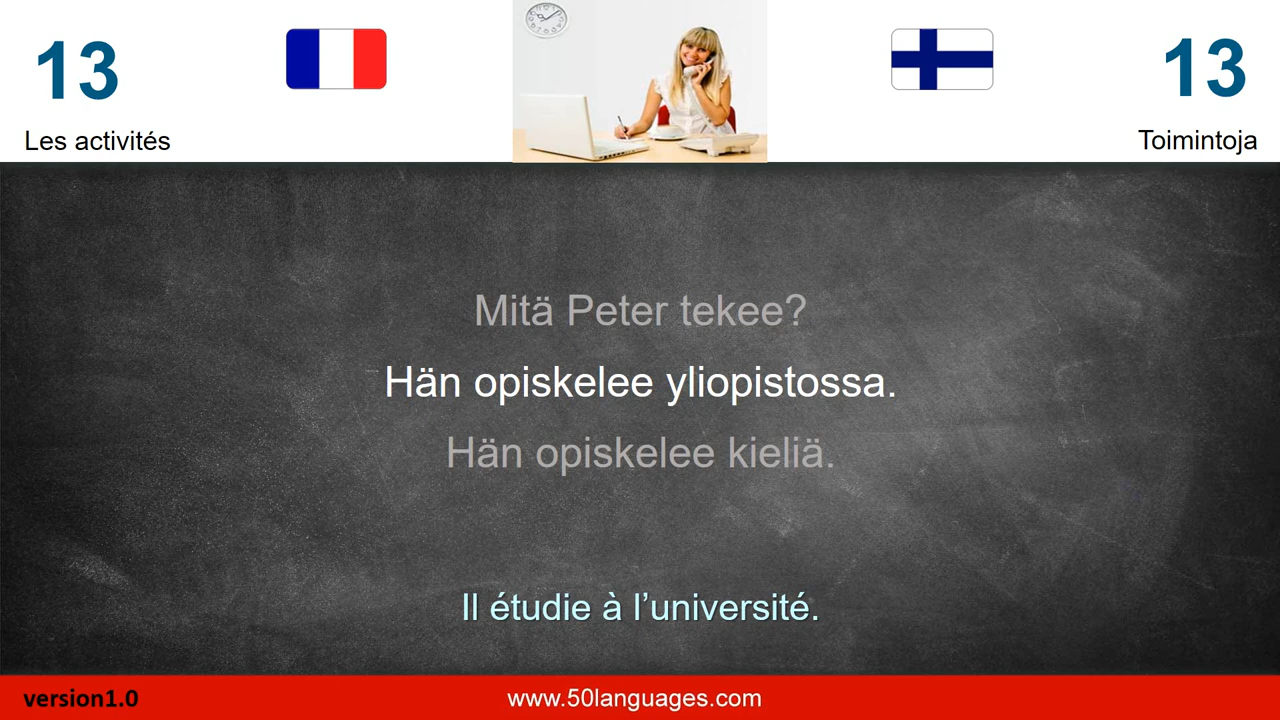 13
13
Les activités
Toimintoja
Mitä Peter tekee?
Hän opiskelee yliopistossa.
Hän opiskelee kieliä.
Il étudie à l’université.
version1.0
www.50languages.com